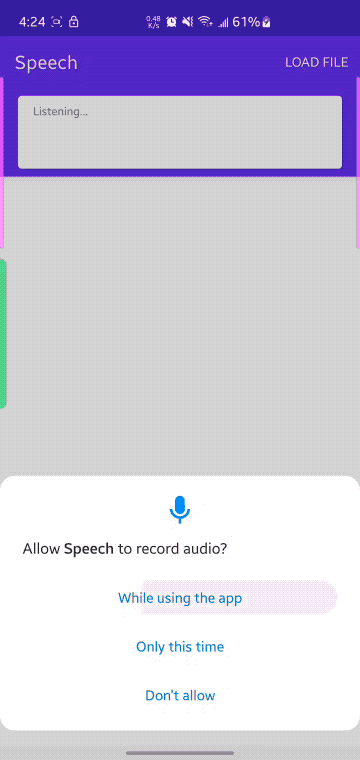 4:24 0.48 K/s 61%
Speech LOAD FILE
Listening...
Allow Speech to record audio?
While using the app
Only this time
Don't allow